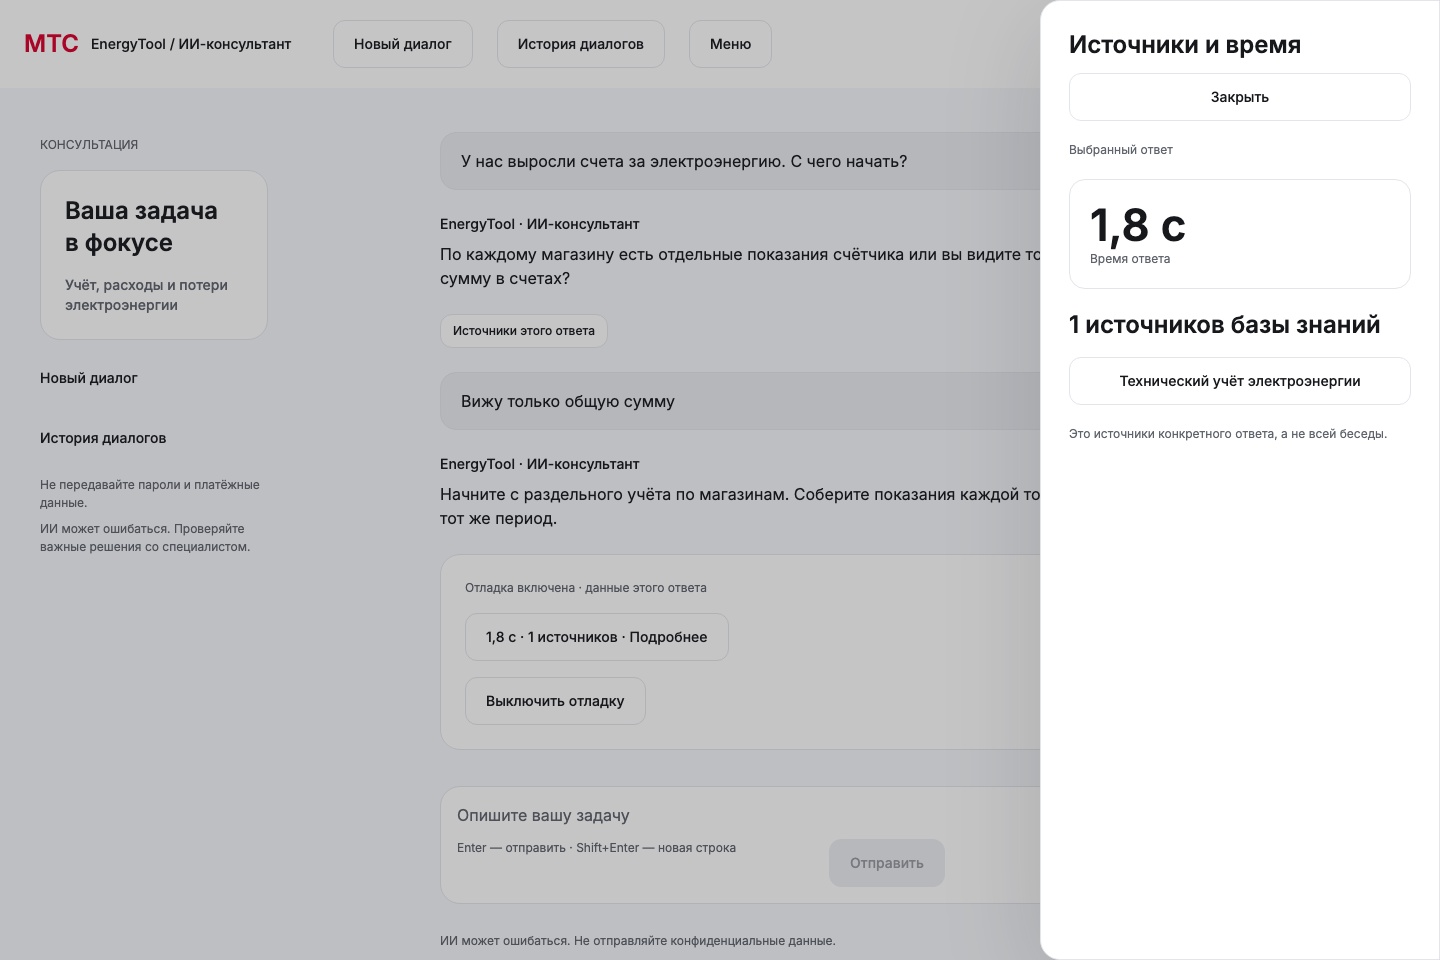 МТС EnergyTool / ИИ-консультант Новый диалог История диалогов Меню
КОНСУЛЬТАЦИЯ
Ваша задача
в фокусе
Учёт, расходы и потери
электроэнергии
Новый диалог
История диалогов
Не передавайте пароли и платёжные
данные.
ИИ может ошибаться. Проверяйте
важные решения со специалистом.
У нас выросли счета за электроэнергию. С чего начать?
EnergyTool · ИИ-консультант
По каждому магазину есть отдельные показания счётчика или вы видите то
сумму в счетах?
Источники этого ответа
Вижу только общую сумму
EnergyTool · ИИ-консультант
Начните с раздельного учёта по магазинам. Соберите показания каждой то
тот же период.
Отладка включена · данные этого ответа
1,8 с · 1 источников · Подробнее
Выключить отладку
Опишите вашу задачу
Enter — отправить · Shift+Enter — новая строка
Отправить
ИИ может ошибаться. Не отправляйте конфиденциальные данные.
Источники и время
Закрыть
Выбранный ответ
1,8 с
Время ответа
1 источников базы знаний
Технический учёт электроэнергии
Это источники конкретного ответа, а не всей беседы.